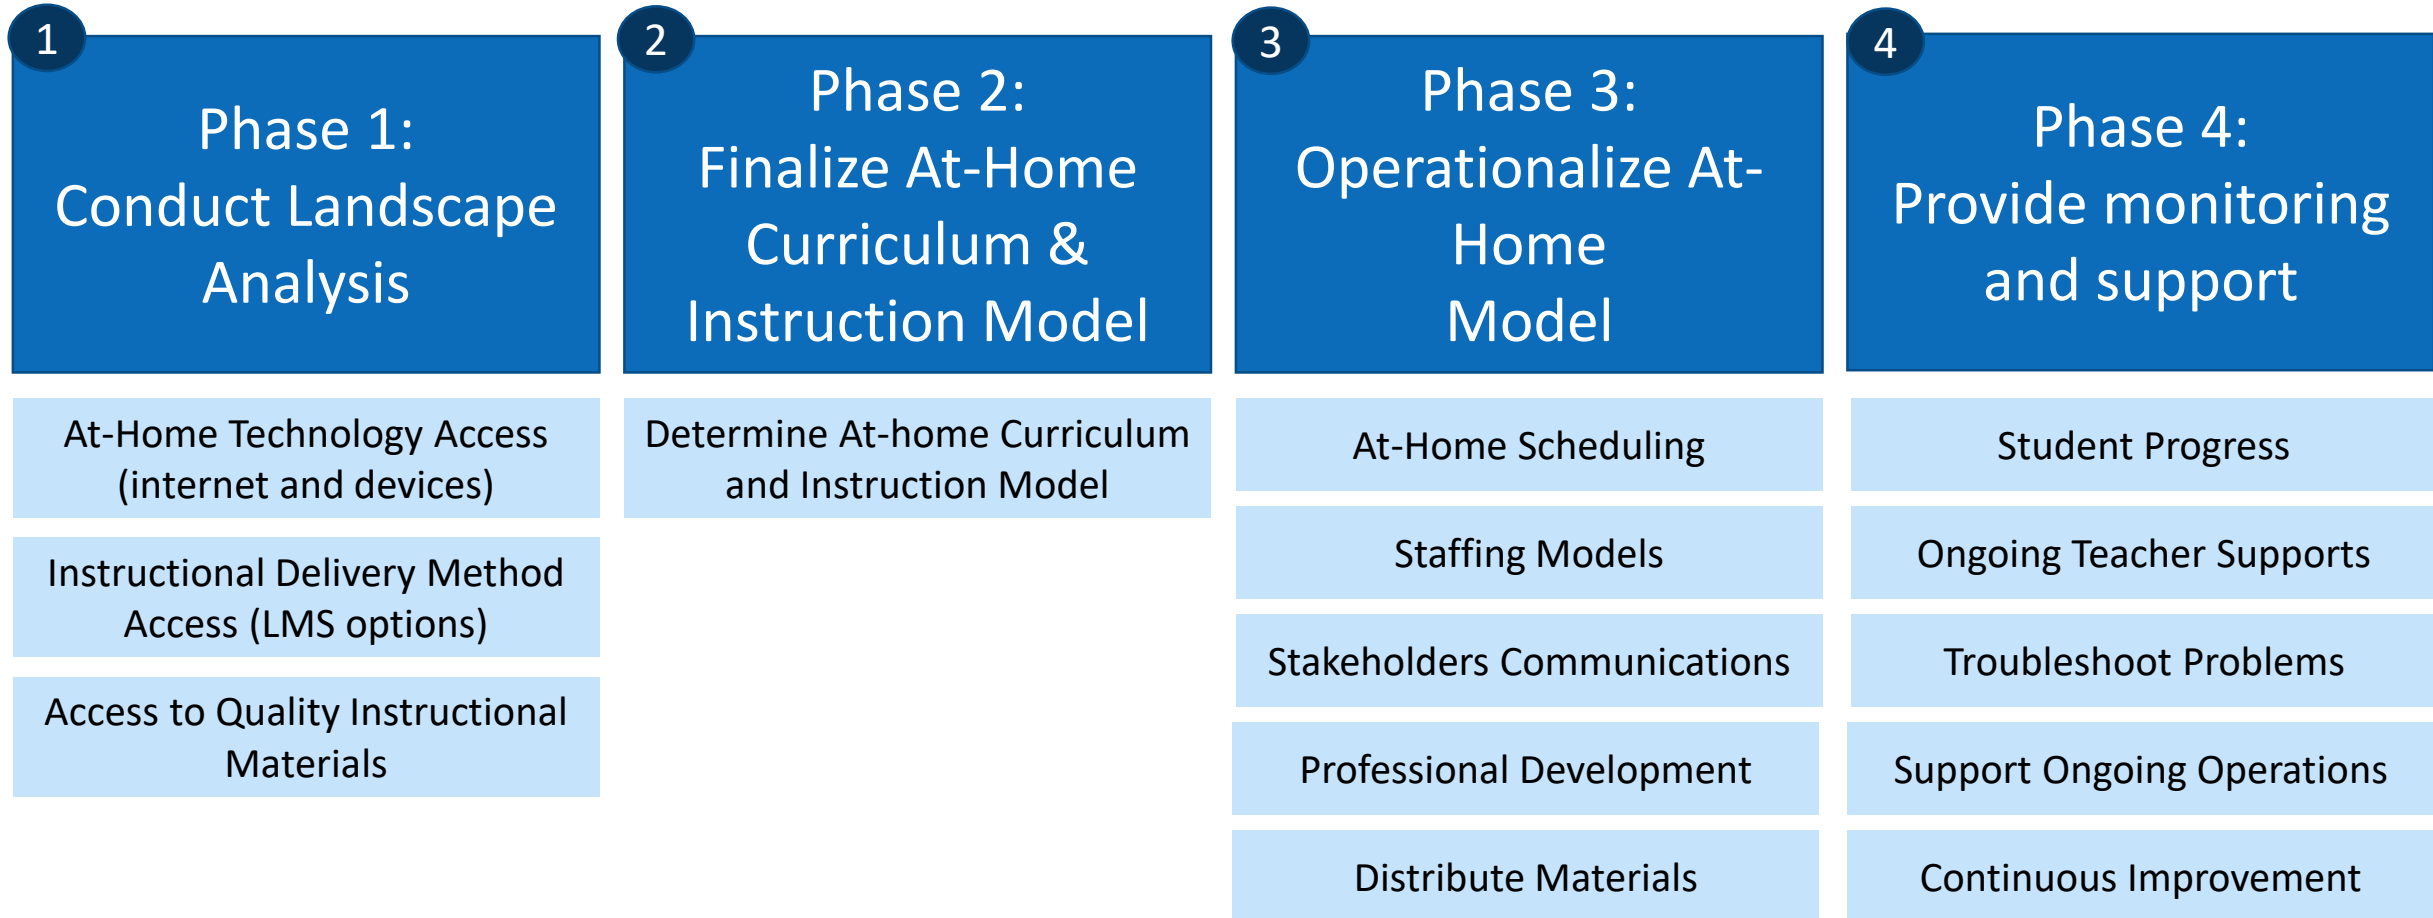 1
Phase 1:
Conduct Landscape
Analysis
At-Home Technology Access
(internet and devices)
Instructional Delivery Method
Access (LMS options)
Access to Quality Instructional
Materials
2
Phase 2:
Finalize At-Home
Curriculum &
Instruction Model
Determine At-home Curriculum
and Instruction Model
3
Phase 3:
Operationalize At-
Home
Model
At-Home Scheduling
Staffing Models
Stakeholders Communications
Professional Development
Distribute Materials
4
Phase 4:
Provide monitoring
and support
Student Progress
Ongoing Teacher Supports
Troubleshoot Problems
Support Ongoing Operations
Continuous Improvement